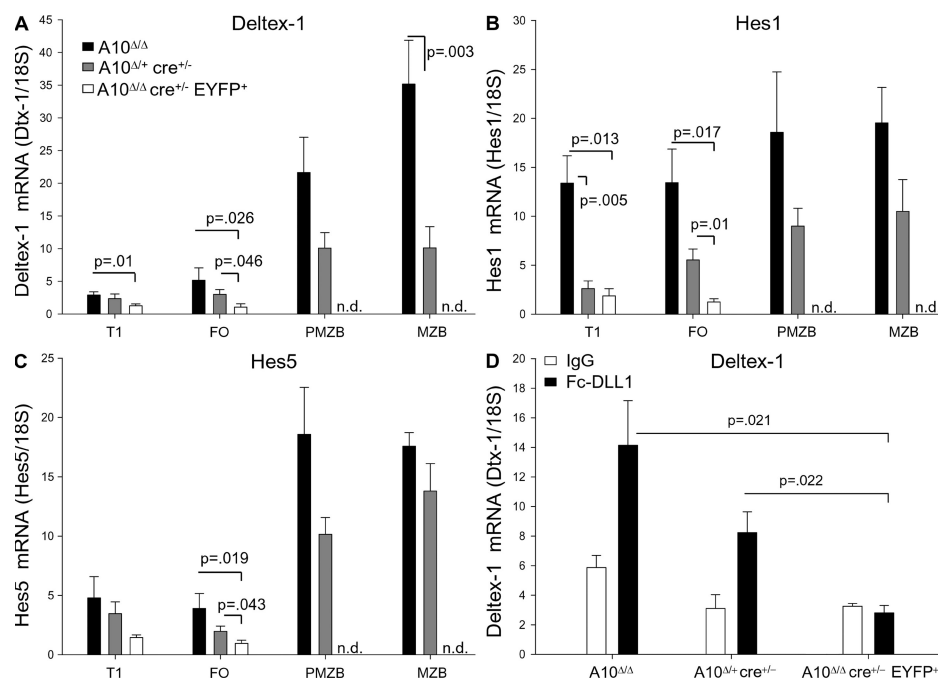 A Deltex-1
Deltex-1 mRNA (Dtx-1/18S)
45
40
35
30
25
20
15
10
5
0
A10Δ/Δ
A10Δ/+ cre+/-
A10Δ/Δ cre+/- EYFP+
p=.01
p=.026
p=.046
p=.003
n.d.
n.d.
T1 FO PMZB MZB
B Hes1
Hes1 mRNA (Hes1/18S)
30
25
20
15
10
5
0
p=.013
p=.005
p=.017
p=.01
n.d.
n.d
T1 FO PMZB MZB
C Hes5
Hes5 mRNA (Hes5/18S)
25
20
15
10
5
0
p=.019
p=.043
n.d.
n.d.
T1 FO PMZB MZB
D Deltex-1
Deltex-1 mRNA (Dtx-1/18S)
20
18
16
14
12
10
8
6
4
2
0
IgG
Fc-DLL1
p=.021
p=.022
A10Δ/Δ A10Δ/+ cre+/− A10Δ/Δ cre+/− EYFP+